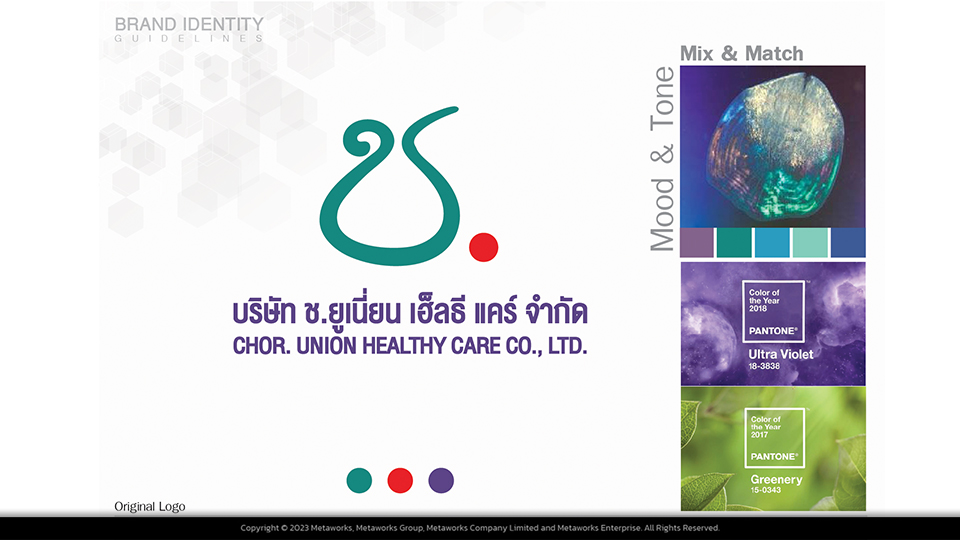 BRAND IDENTITY
GUIDELINES
ช.
บริษัท ช.ยูเนี่ยน เฮ็ลธี แคร์ จำกัด
CHOR. UNION HEALTHY CARE CO., LTD.
Original Logo
Mix & Match
Mood & Tone
Color of
the Year
2018
PANTONE®
Ultra Violet
18-3838
Color of
the Year
2017
PANTONE®
Greenery
15-0343
Copyright © 2023 Metaworks, Metaworks Group, Metaworks Company Limited and Metaworks Enterprise. All Rights Reserved.